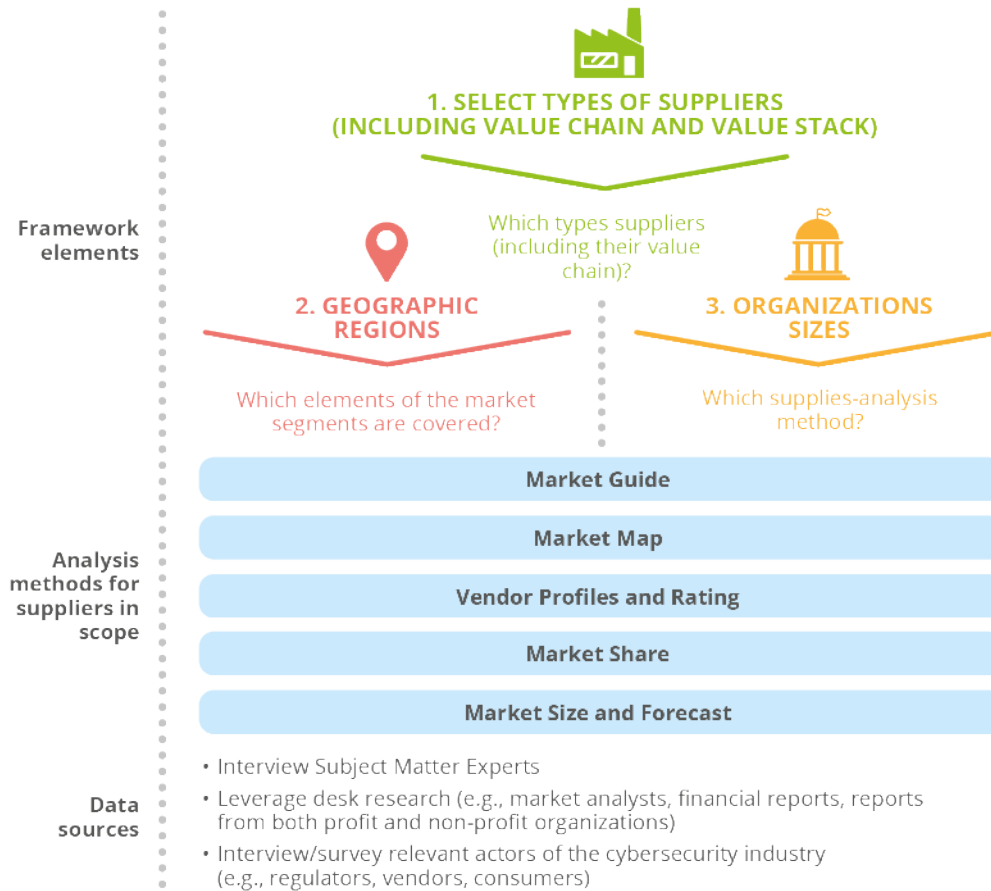 1. SELECT TYPES OF SUPPLIERS
(INCLUDING VALUE CHAIN AND VALUE STACK)
Framework
elements
Which types suppliers
(including their value
chain)?
2. GEOGRAPHIC
REGIONS
3. ORGANIZATIONS
SIZES
Which elements of the market
segments are covered?
Which supplies-analysis
method?
Analysis
methods for
suppliers in
scope
Market Guide
Market Map
Vendor Profiles and Rating
Market Share
Market Size and Forecast
Data
sources
• Interview Subject Matter Experts
• Leverage desk research (e.g., market analysts, financial reports, reports
from both profit and non-profit organizations)
• Interview/survey relevant actors of the cybersecurity industry
(e.g., regulators, vendors, consumers)